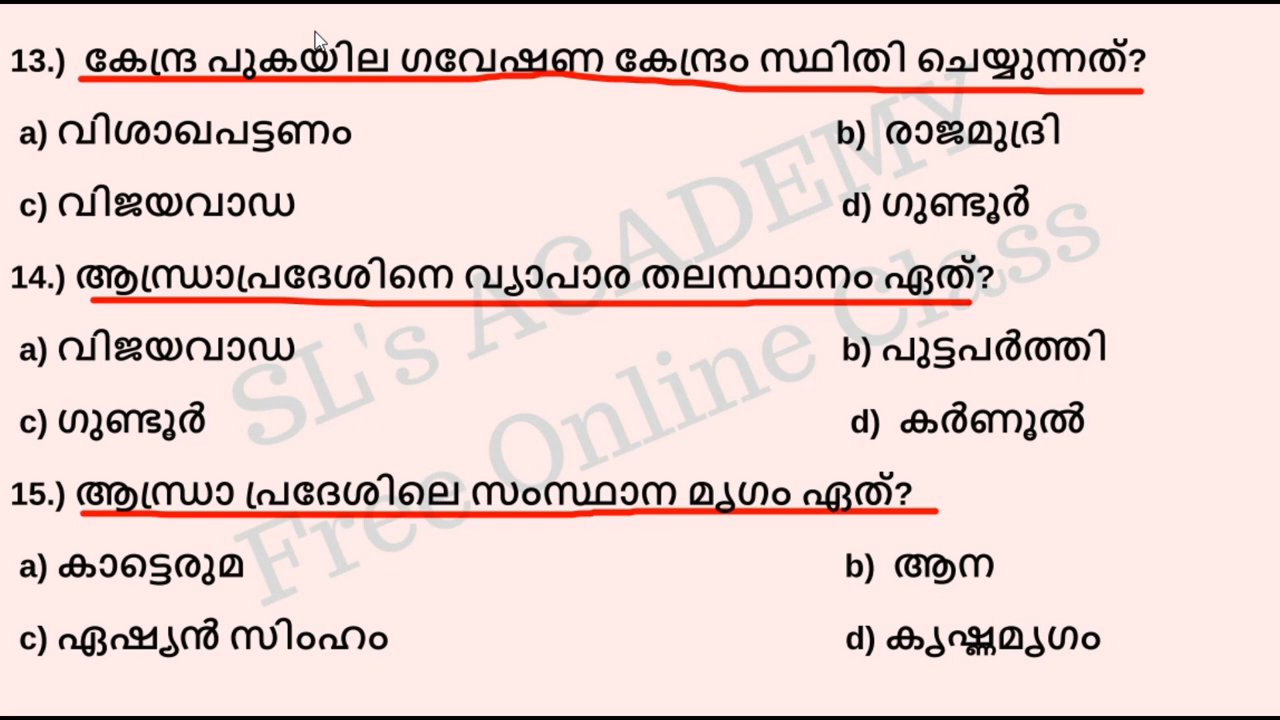 13.) കേന്ദ്ര പുകയില ഗവേഷണ കേന്ദ്രം സ്ഥിതി ചെയ്യുന്നത്?
a) വിശാഖപട്ടണം b) രാജമുദ്രി
c) വിജയവാഡ d) ഗുണ്ടൂർ
14.) ആന്ധ്രാപ്രദേശിനെ വ്യാപാര തലസ്ഥാനം ഏത്?
a) വിജയവാഡ b) പുട്ടപർത്തി
c) ഗുണ്ടൂർ d) കർണൂൽ
15.) ആന്ധ്രാ പ്രദേശിലെ സംസ്ഥാന മൃഗം ഏത്?
a) കാട്ടെരുമ b) ആന
c) ഏഷ്യൻ സിംഹം d) കൃഷ്ണമൃഗം
SL's ACADEMY
Free Online Class